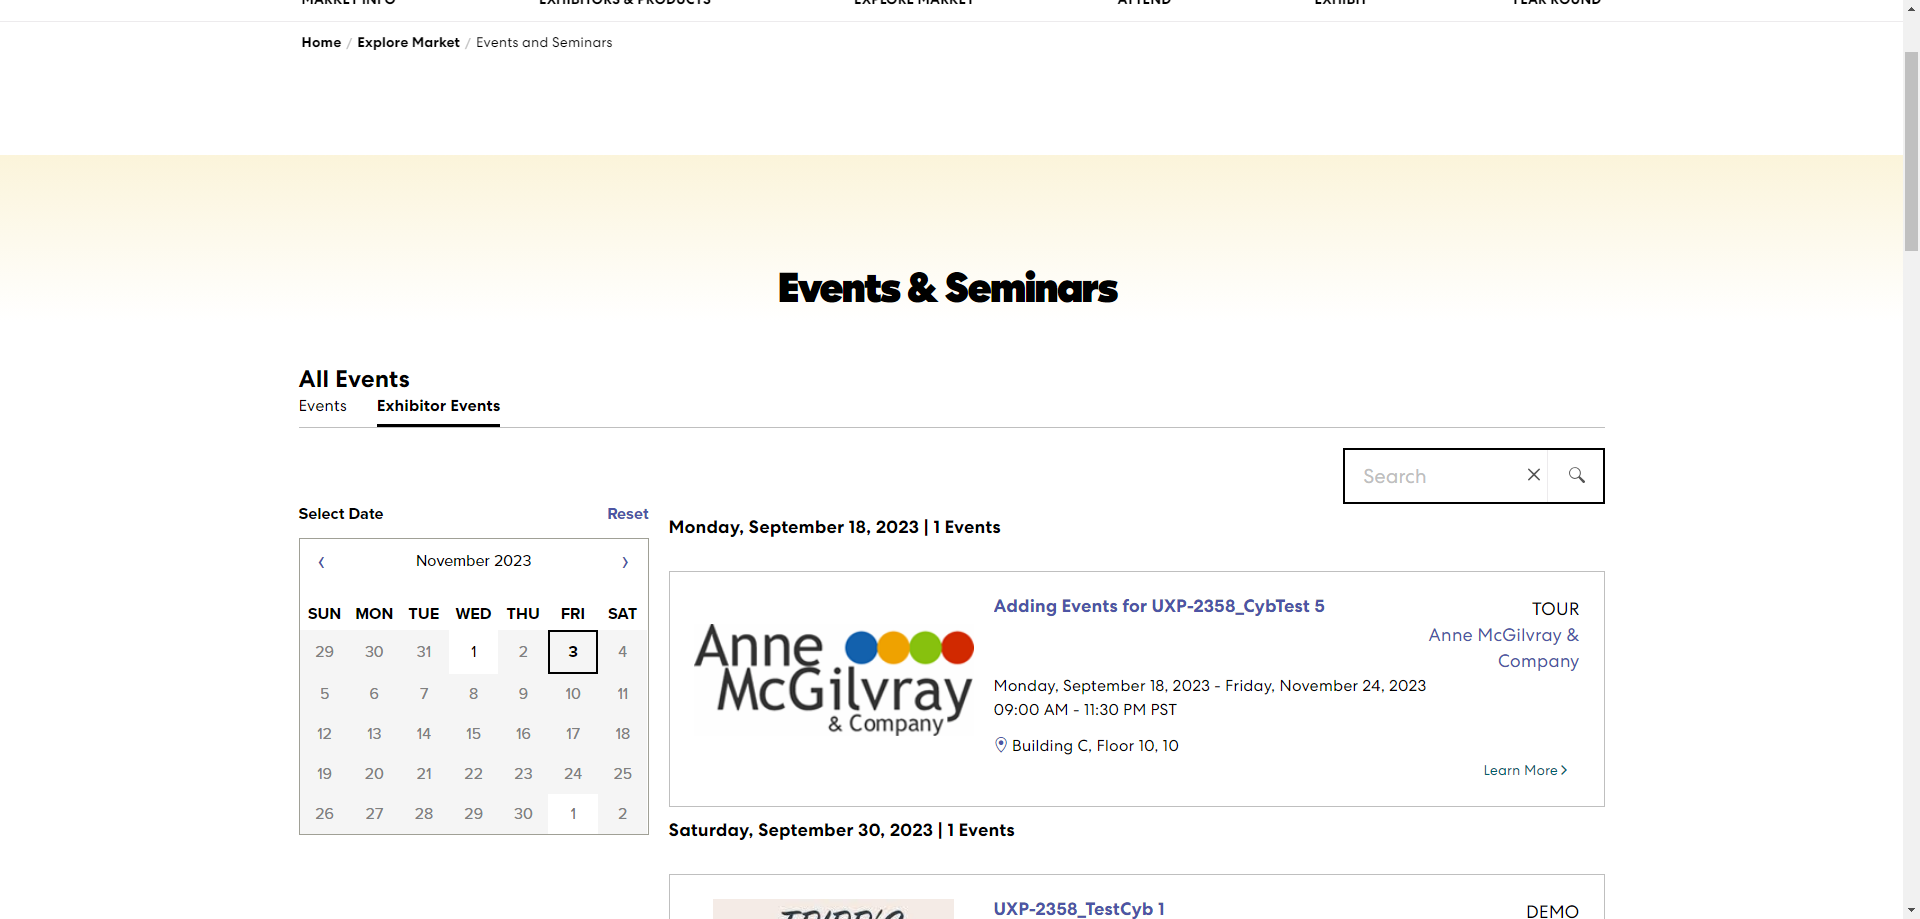 MARKET INFO EXHIBITORS & PRODUCTS EXPLORE MARKET ATTEND EXHIBIT YEAR ROUND
Home / Explore Market / Events and Seminars
Events & Seminars
All Events
Events Exhibitor Events
Search
Select Date Reset
November 2023
SUN MON TUE WED THU FRI SAT
29 30 31 1 2 3 4
5 6 7 8 9 10 11
12 13 14 15 16 17 18
19 20 21 22 23 24 25
26 27 28 29 30 1 2
Monday, September 18, 2023 | 1 Events
Anne
McGilvray
& Company
Adding Events for UXP-2358_CybTest 5
TOUR
Anne McGilvray &
Company
Monday, September 18, 2023 - Friday, November 24, 2023
09:00 AM - 11:30 PM PST
Building C, Floor 10, 10
Learn More
Saturday, September 30, 2023 | 1 Events
UXP-2358_TestCyb 1
DEMO